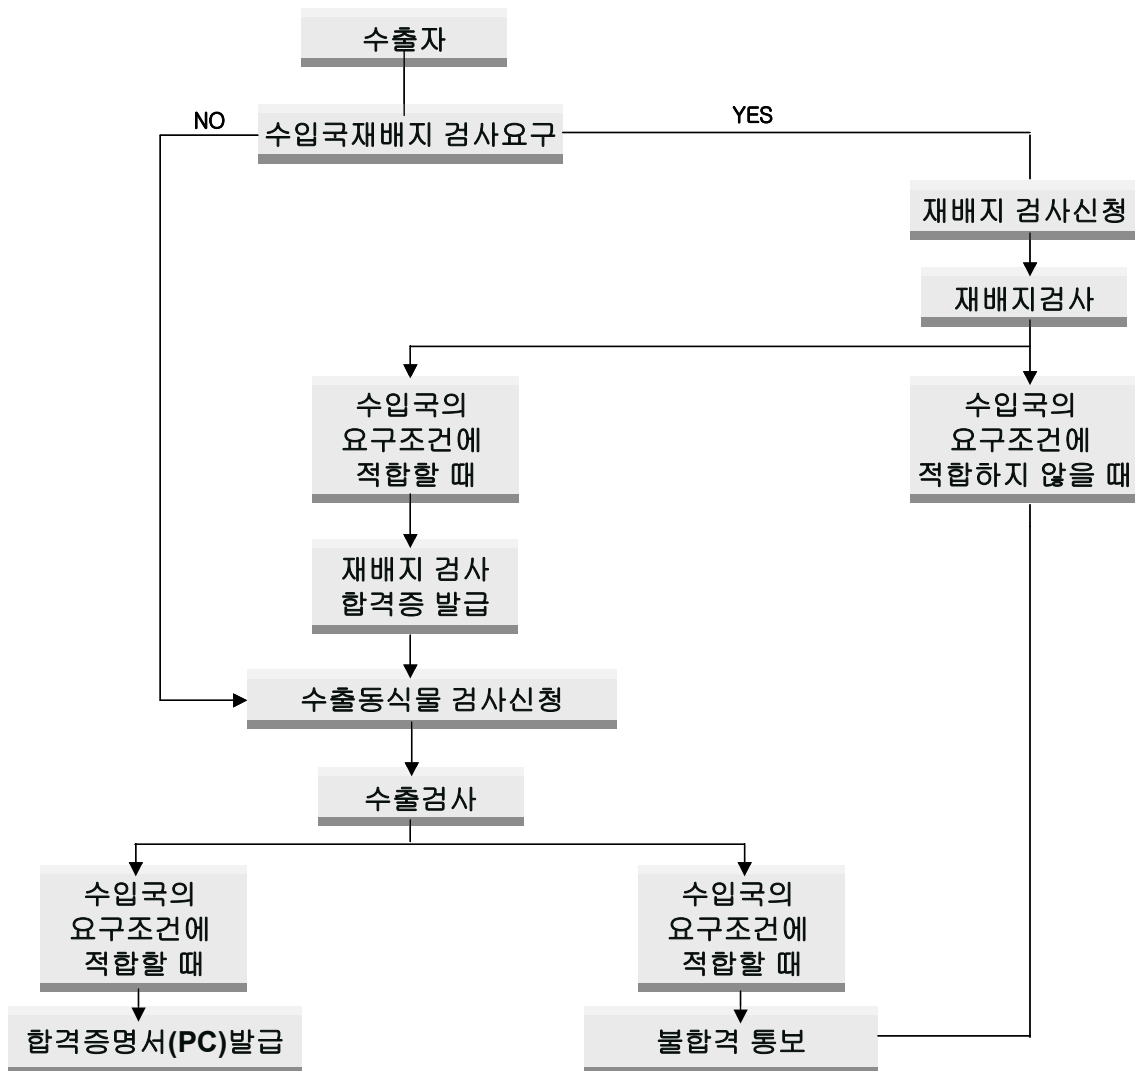 수출자
NO
YES
수입국재배지 검사요구
재배지 검사신청
재배지검사
수입국의
요구조건에
적합할 때
수입국의
요구조건에
적합하지 않을 때
재배지 검사
합격증 발급
수출동식물 검사신청
수출검사
수입국의
요구조건에
적합할 때
수입국의
요구조건에
적합할 때
합격증명서(PC)발급
불합격 통보